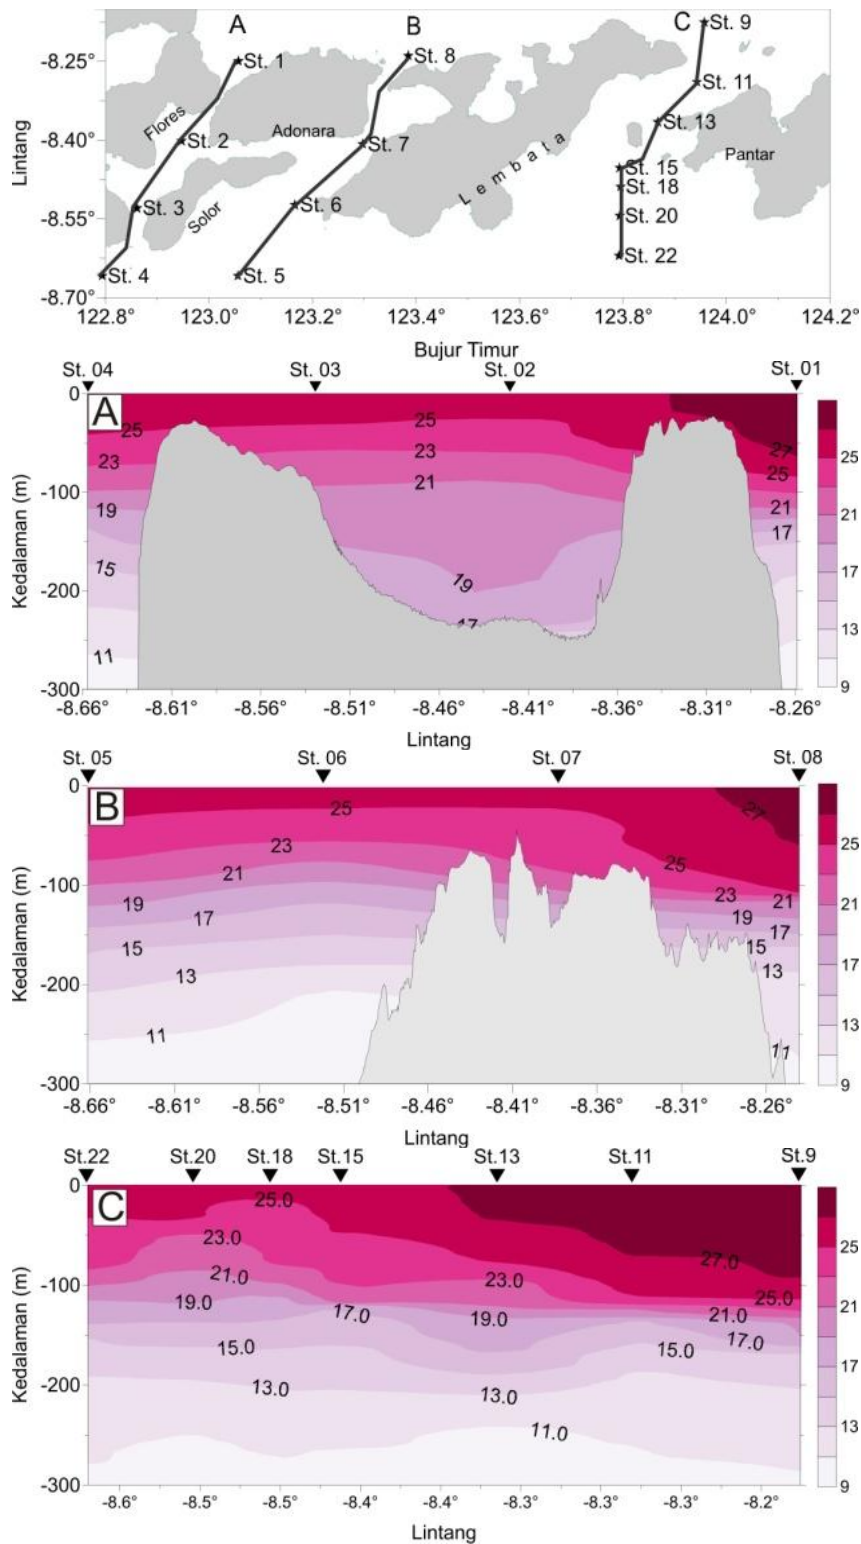 A
B
C
St. 9
St. 1
St. 8
-8.25°
St. 11
Flores
St. 2
Adonara
St. 7
St. 13
-8.40°
Lintang
Lembata
Pantar
St. 15
St. 18
St. 3
Solor
St. 6
St. 20
-8.55°
St. 4
St. 5
St. 22
-8.70°
122.8° 123.0° 123.2° 123.4° 123.6° 123.8° 124.0° 124.2°
Bujur Timur
St. 04 St. 03 St. 02 St. 01
A
0
-100
-200
-300
Kedalaman (m)
25 25 27
23 23 25
21 21
19 17
15 19
17
11
25
21
17
13
9
-8.66° -8.61° -8.56° -8.51° -8.46° -8.41° -8.36° -8.31° -8.26°
Lintang
St. 05 St. 06 St. 07 St. 08
B
0
-100
-200
-300
Kedalaman (m)
25 27
23 25
21 23 21
19 17 19 17
15 15
13 13
11 11
25
21
17
13
9
-8.66° -8.61° -8.56° -8.51° -8.46° -8.41° -8.36° -8.31° -8.26°
Lintang
St.22 St.20 St.18 St.15 St.13 St.11 St.9
C
0
-100
-200
-300
Kedalaman (m)
25.0
23.0 27.0
21.0 23.0 25.0
19.0 17.0 19.0 21.0
15.0 15.0 17.0
13.0 13.0
11.0
25
21
17
13
9
-8.6° -8.5° -8.5° -8.4° -8.4° -8.3° -8.3° -8.3° -8.2°
Lintang